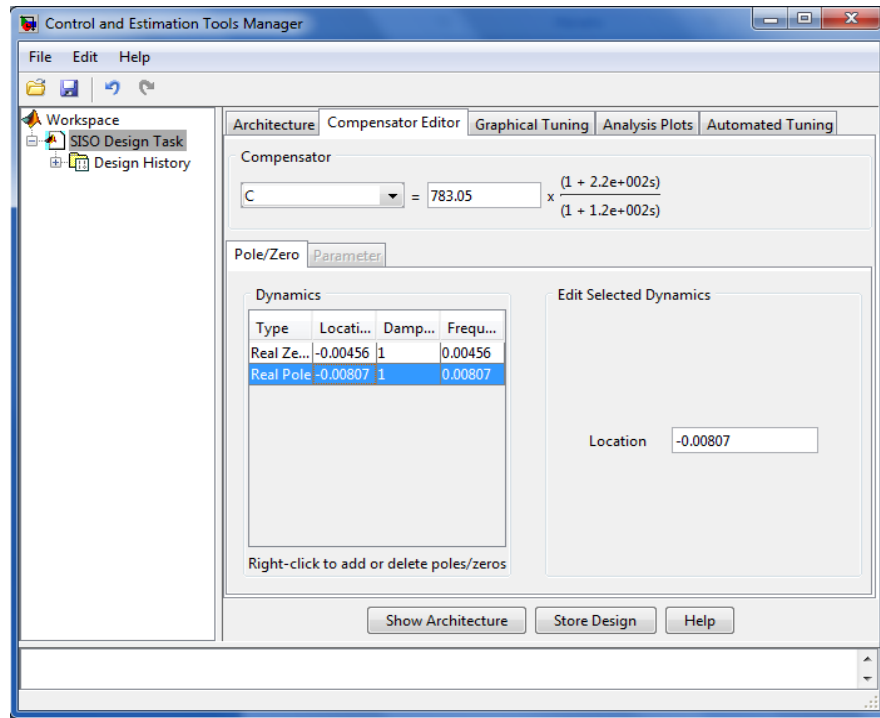 Control and Estimation Tools Manager
File Edit Help
Workspace
SISO Design Task
Design History
Architecture Compensator Editor Graphical Tuning Analysis Plots Automated Tuning
Compensator
C = 783.05 x (1 + 2.2e+002s)
(1 + 1.2e+002s)
Pole/Zero Parameter
Dynamics
Type Locati... Damp... Frequ...
Real Ze... -0.00456 1 0.00456
Real Pole -0.00807 1 0.00807
Right-click to add or delete poles/zeros
Edit Selected Dynamics
Location -0.00807
Show Architecture Store Design Help